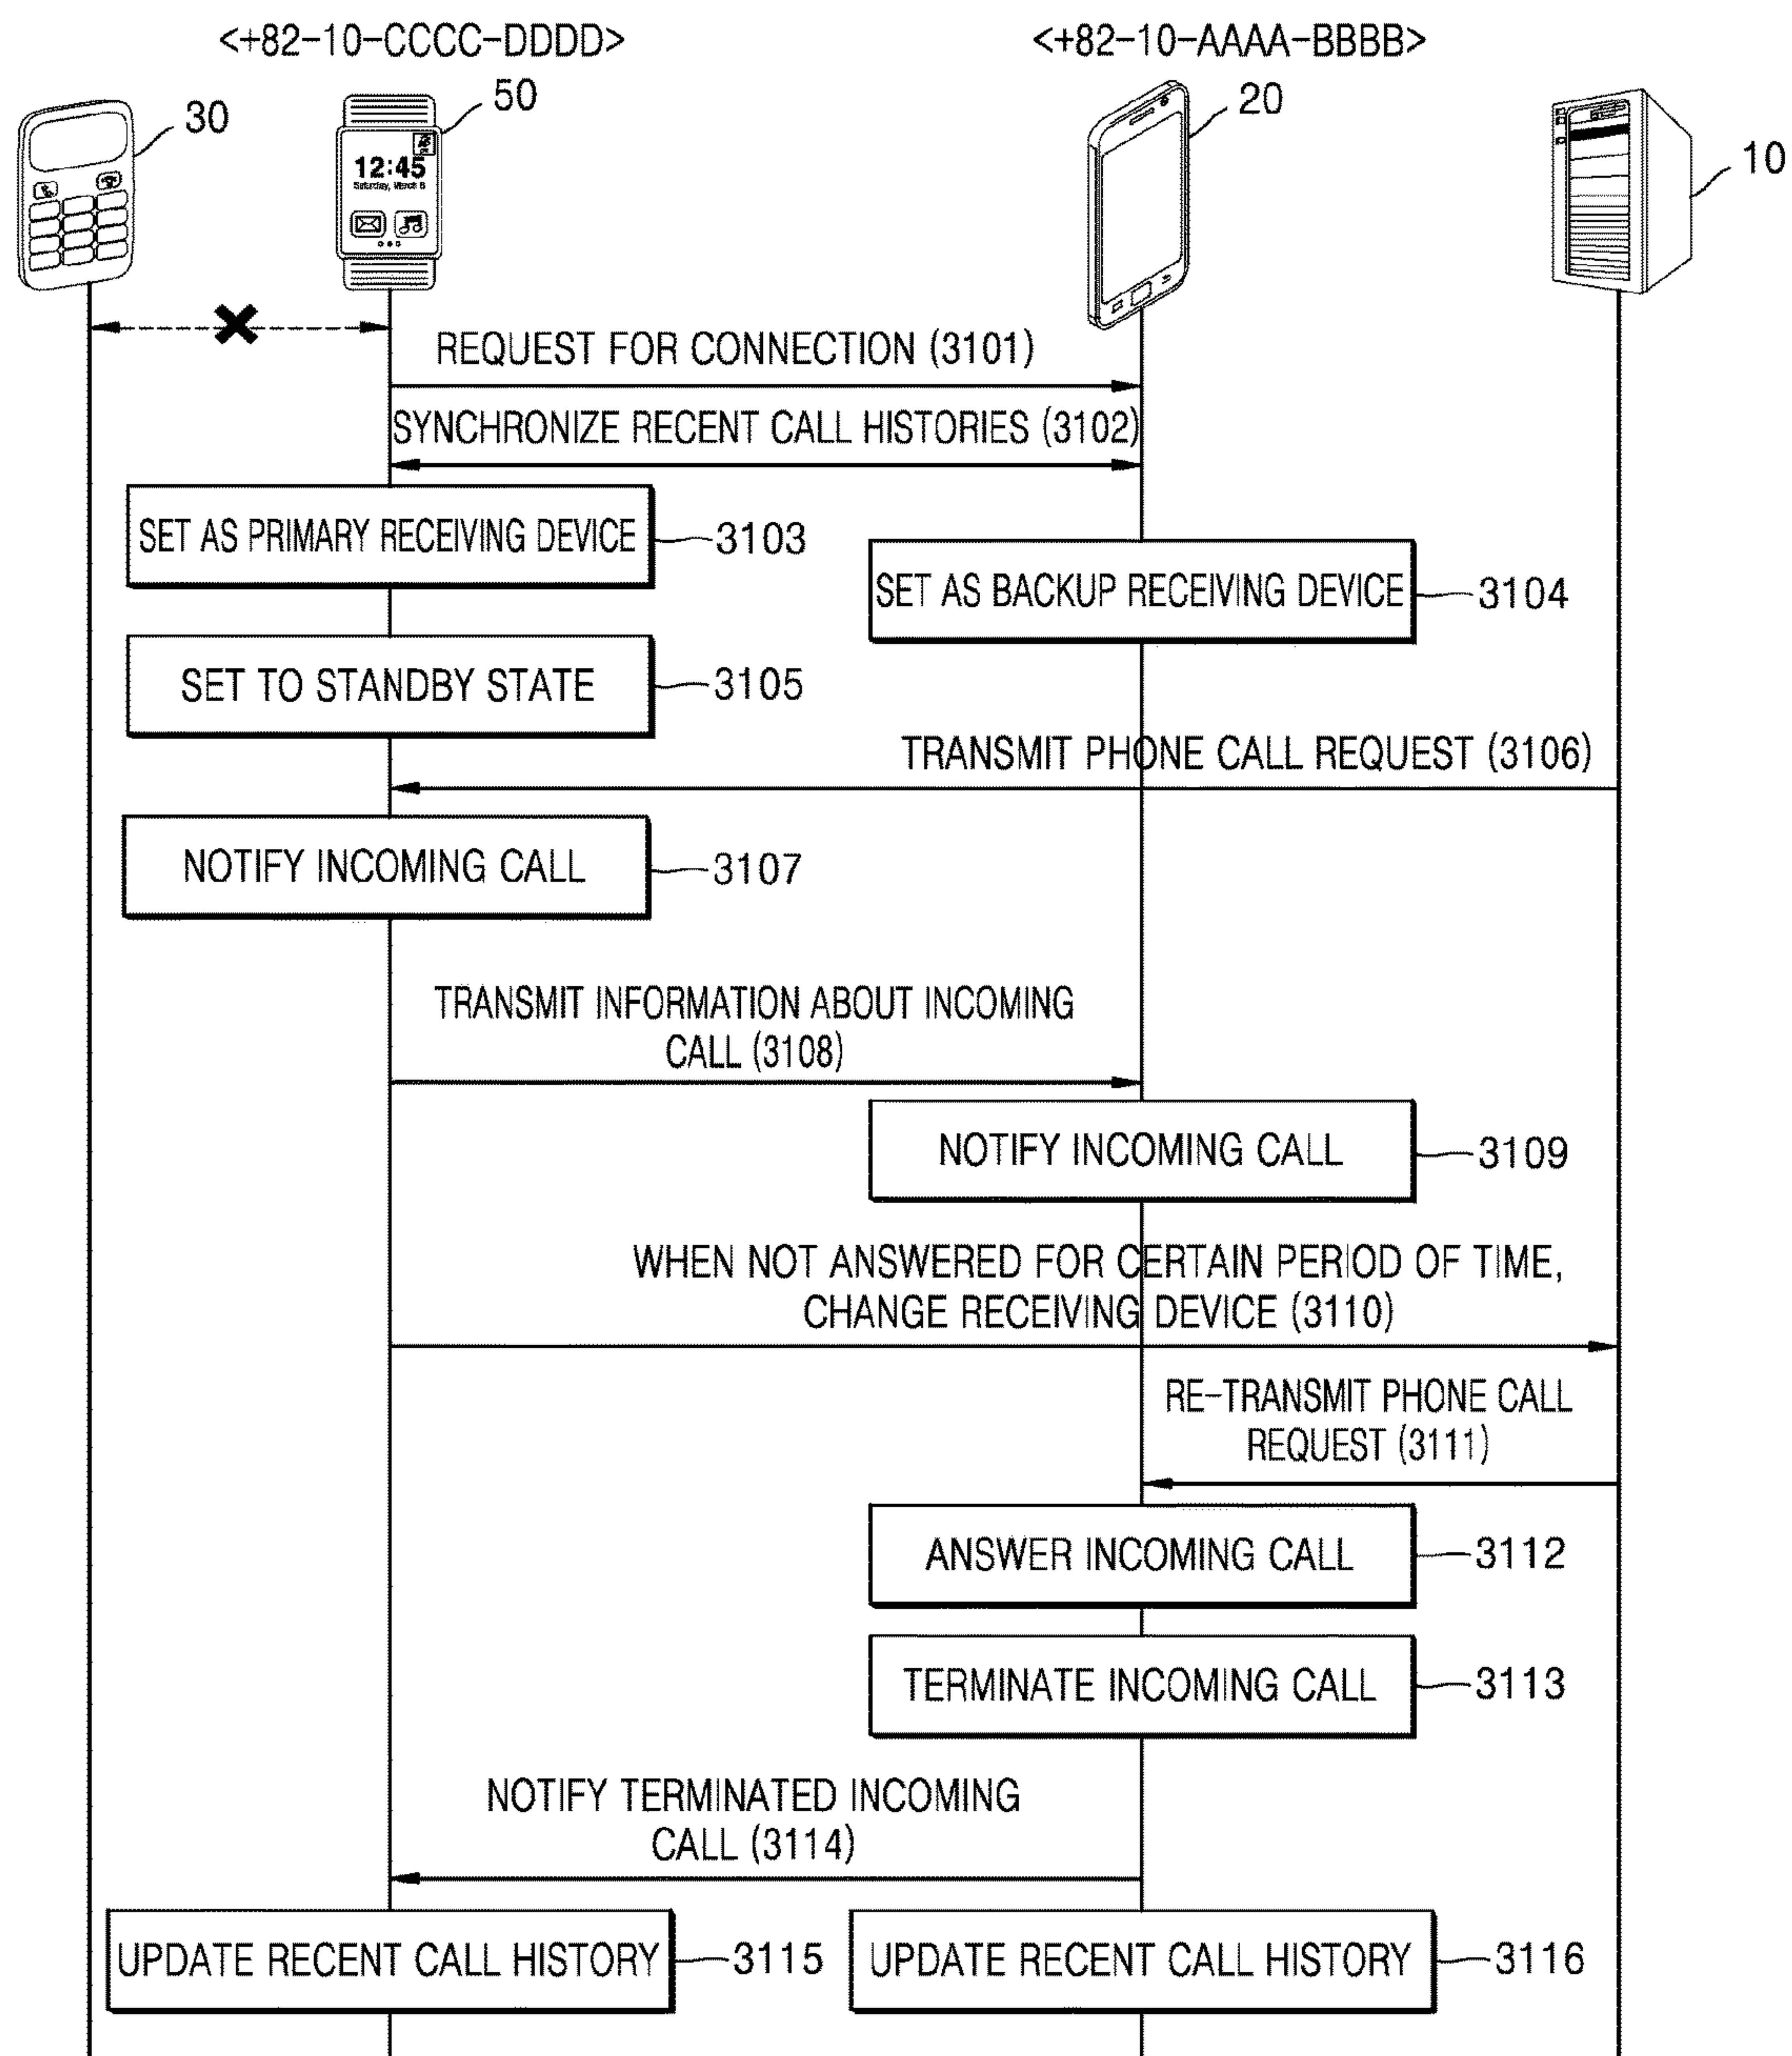 <+82-10-CCCC-DDDD>
<+82-10-AAAA-BBBB>
30
50
20
10
12:45
Saturday, March 8
REQUEST FOR CONNECTION (3101)
SYNCHRONIZE RECENT CALL HISTORIES (3102)
SET AS PRIMARY RECEIVING DEVICE
3103
SET AS BACKUP RECEIVING DEVICE
3104
SET TO STANDBY STATE
3105
TRANSMIT PHONE CALL REQUEST (3106)
NOTIFY INCOMING CALL
3107
TRANSMIT INFORMATION ABOUT INCOMING
CALL (3108)
NOTIFY INCOMING CALL
3109
WHEN NOT ANSWERED FOR CERTAIN PERIOD OF TIME,
CHANGE RECEIVING DEVICE (3110)
RE-TRANSMIT PHONE CALL
REQUEST (3111)
ANSWER INCOMING CALL
3112
TERMINATE INCOMING CALL
3113
NOTIFY TERMINATED INCOMING
CALL (3114)
UPDATE RECENT CALL HISTORY
3115
UPDATE RECENT CALL HISTORY
3116